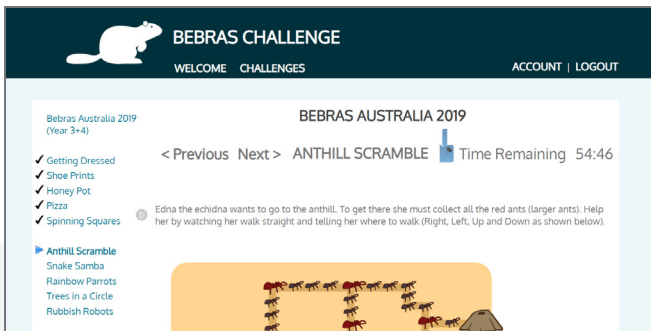 BEBRAS CHALLENGE
WELCOME CHALLENGES
ACCOUNT | LOGOUT
Bebras Australia 2019
(Year 3+4)
Getting Dressed
Shoe Prints
Honey Pot
Pizza
Spinning Squares
Anthill Scramble
Snake Samba
Rainbow Parrots
Trees in a Circle
Rubbish Robots
BEBRAS AUSTRALIA 2019
< Previous Next > ANTHILL SCRAMBLE Time Remaining 54:46
Edna the echidna wants to go to the anthill. To get there she must collect all the red ants (larger ants). Help
her by watching her walk straight and telling her where to walk (Right, Left, Up and Down as shown below).